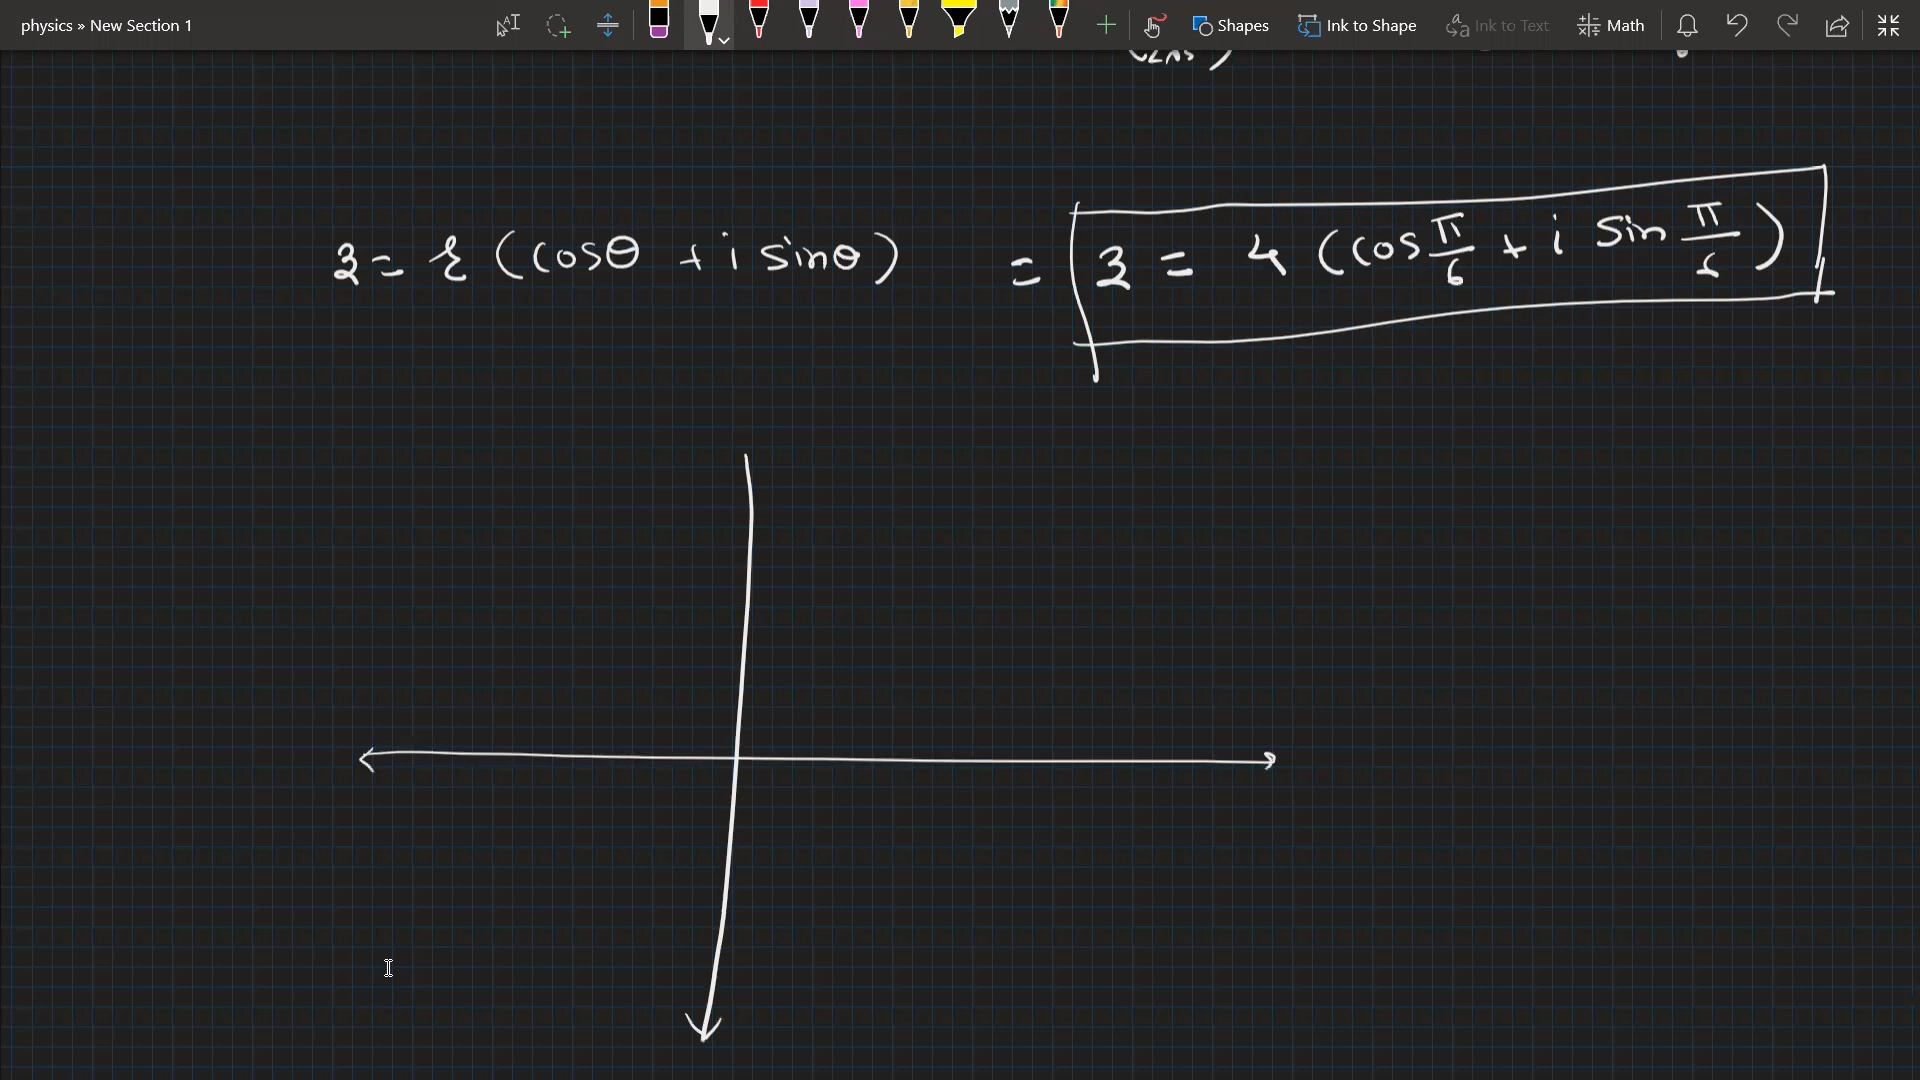 physics » New Section 1
Shapes
Ink to Shape
Ink to Text
Math
z = r (cosθ + i sinθ) = z = 4 (cos π/6 + i sin π/6)